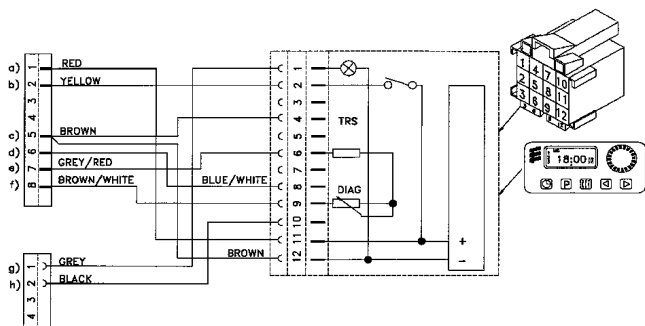 a) 1 RED
b) 2 YELLOW
3
4
c) 5 BROWN
d) 6
e) 7 GREY/RED
f) 8 BROWN/WHITE
BLUE/WHITE
BROWN
g) 1 GREY
h) 2 BLACK
3
4
1
2
3
4
5
6
7
8
9
10
11
12
TRS
DIAG
+
−
1 4 7 10
2 5 8 11
3 6 9 12
18:00
P